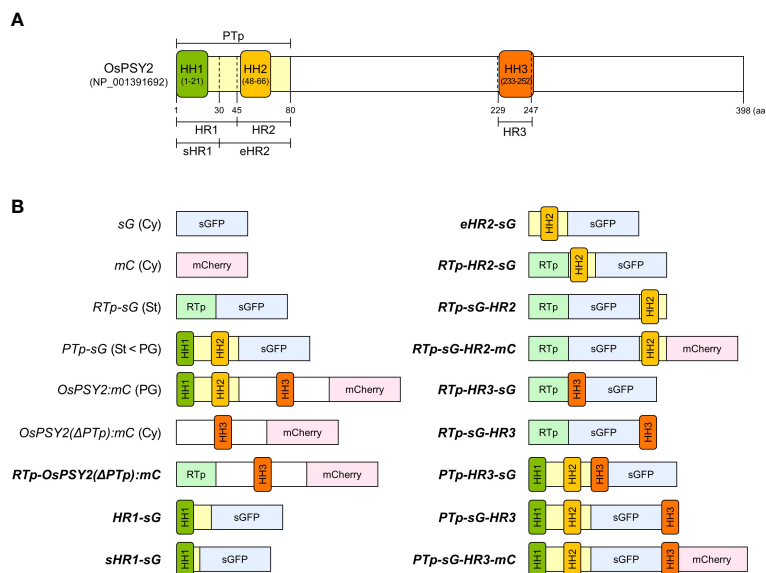 A
PTp
OsPSY2
(NP_001391692)
HH1
(1-21)
HH2
(48-66)
HH3
(233-252)
1 30 45 80 229 247 398 (aa
HR1 HR2 HR3
sHR1 eHR2
B
sG (Cy) sGFP
eHR2-sG HH2 sGFP
mC (Cy) mCherry
RTp-HR2-sG RTp HH2 sGFP
RTp-sG (St) RTp sGFP
RTp-sG-HR2 RTp sGFP HH2
PTp-sG (St < PG) HH1 HH2 sGFP
RTp-sG-HR2-mC RTp sGFP HH2 mCherry
OsPSY2:mC (PG) HH1 HH2 HH3 mCherry
RTp-HR3-sG RTp HH3 sGFP
OsPSY2(ΔPTp):mC (Cy) HH3 mCherry
RTp-sG-HR3 RTp sGFP HH3
RTp-OsPSY2(ΔPTp):mC RTp HH3 mCherry
PTp-HR3-sG HH1 HH2 HH3 sGFP
HR1-sG HH1 sGFP
PTp-sG-HR3 HH1 HH2 sGFP HH3
sHR1-sG HH1 sGFP
PTp-sG-HR3-mC HH1 HH2 sGFP HH3 mCherry